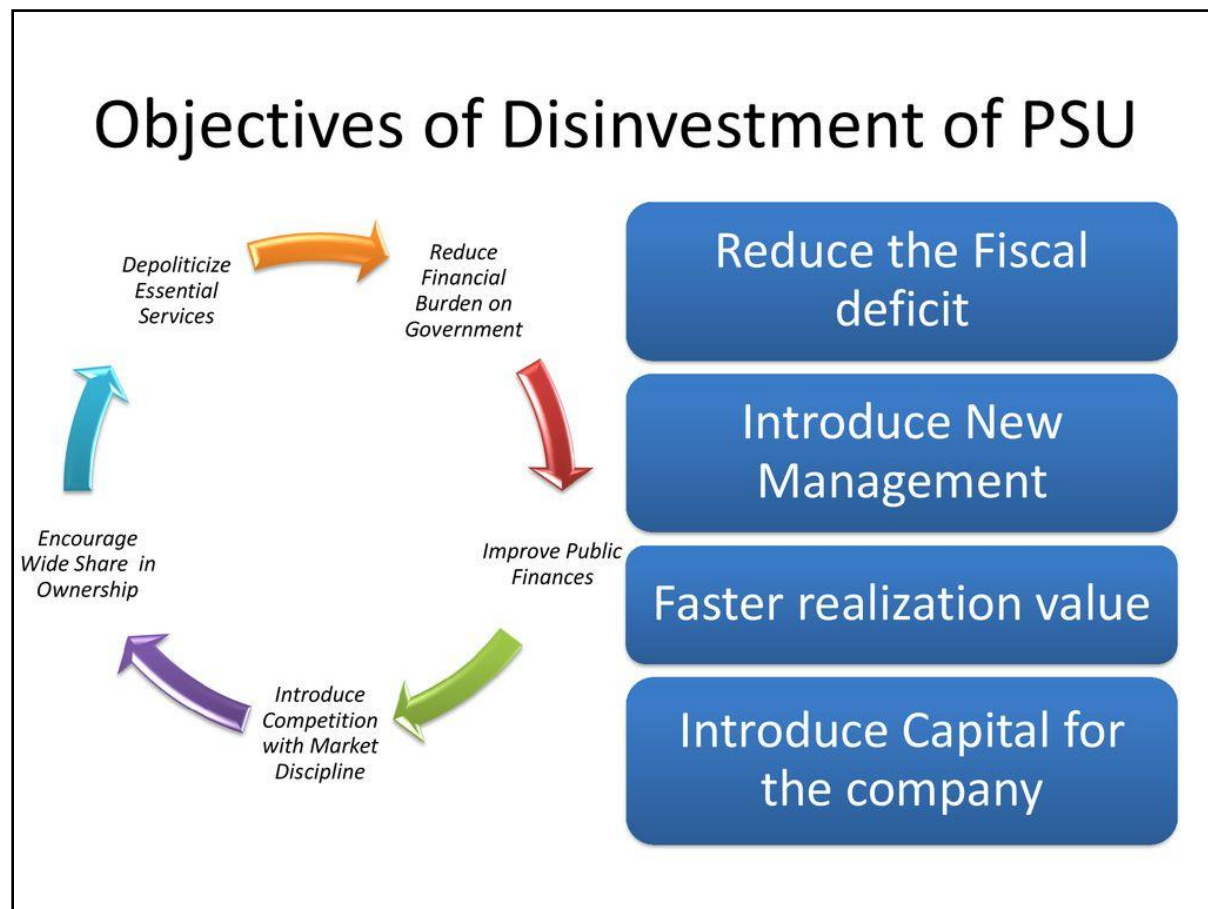 Objectives of Disinvestment of PSU
Depoliticize
Essential
Services
Reduce
Financial
Burden on
Government
Improve Public
Finances
Introduce
Competition
with Market
Discipline
Encourage
Wide Share in
Ownership
Reduce the Fiscal
deficit
Introduce New
Management
Faster realization value
Introduce Capital for
the company